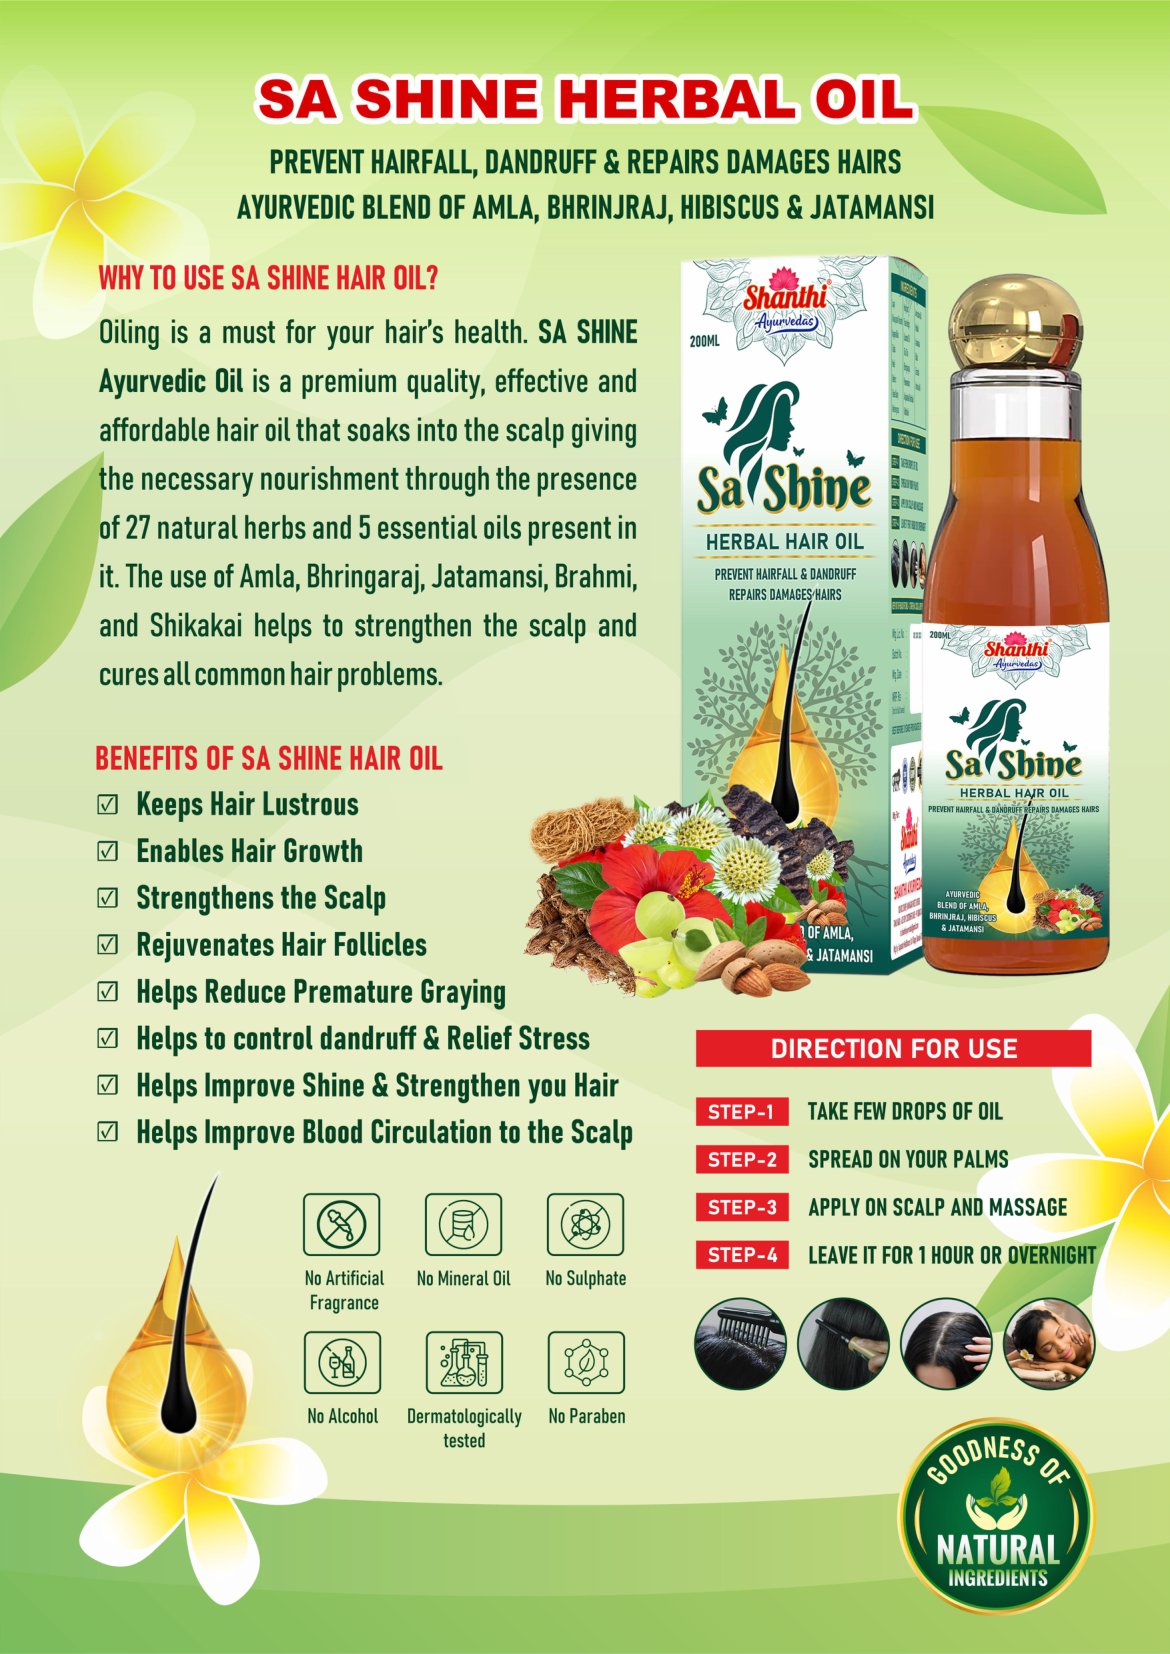 SA SHINE HERBAL OIL
PREVENT HAIRFALL, DANDRUFF & REPAIRS DAMAGES HAIRS
AYURVEDIC BLEND OF AMLA, BHRINJRAJ, HIBISCUS & JATAMANSI
WHY TO USE SA SHINE HAIR OIL?
Oiling is a must for your hair's health. SA SHINE
Ayurvedic Oil is a premium quality, effective and
affordable hair oil that soaks into the scalp giving
the necessary nourishment through the presence
of 27 natural herbs and 5 essential oils present in
it. The use of Amla, Bhringaraj, Jatamansi, Brahmi,
and Shikakai helps to strengthen the scalp and
cures all common hair problems.
BENEFITS OF SA SHINE HAIR OIL
Keeps Hair Lustrous
Enables Hair Growth
Strengthens the Scalp
Rejuvenates Hair Follicles
Helps Reduce Premature Graying
Helps to control dandruff & Relief Stress
Helps Improve Shine & Strengthen you Hair
Helps Improve Blood Circulation to the Scalp
No Artificial
Fragrance
No Mineral Oil
No Sulphate
No Alcohol
Dermatologically
tested
No Paraben
Shanthi
Ayurvedas
200ML
Sa Shine
HERBAL HAIR OIL
PREVENT HAIRFALL & DANDRUFF
REPAIRS DAMAGES HAIRS
OF AMLA,
& JATAMANSI
INGREDIENTS
DIRECTION FOR USE
Shanthi
Ayurvedas
200ML
Shanthi
Ayurvedas
Sa Shine
HERBAL HAIR OIL
PREVENT HAIRFALL & DANDRUFF REPAIRS DAMAGES HAIRS
AYURVEDIC
BLEND OF AMLA,
BHRINJRAJ, HIBISCUS
& JATAMANSI
DIRECTION FOR USE
STEP-1 TAKE FEW DROPS OF OIL
STEP-2 SPREAD ON YOUR PALMS
STEP-3 APPLY ON SCALP AND MASSAGE
STEP-4 LEAVE IT FOR 1 HOUR OR OVERNIGHT
GOODNESS OF
NATURAL
INGREDIENTS